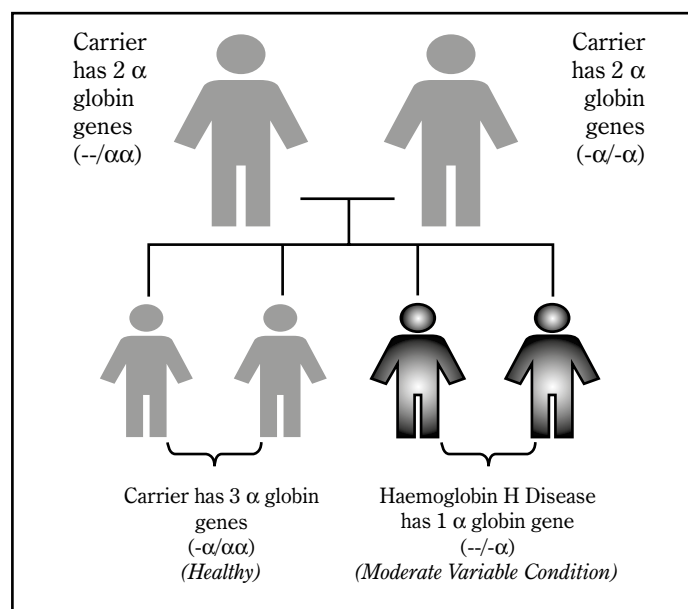 Carrier
has 2 α
globin
genes
(--/αα)
Carrier
has 2 α
globin
genes
(-α/-α)
Carrier has 3 α globin
genes
(-α/αα)
(Healthy)
Haemoglobin H Disease
has 1 α globin gene
(--/-α)
(Moderate Variable Condition)